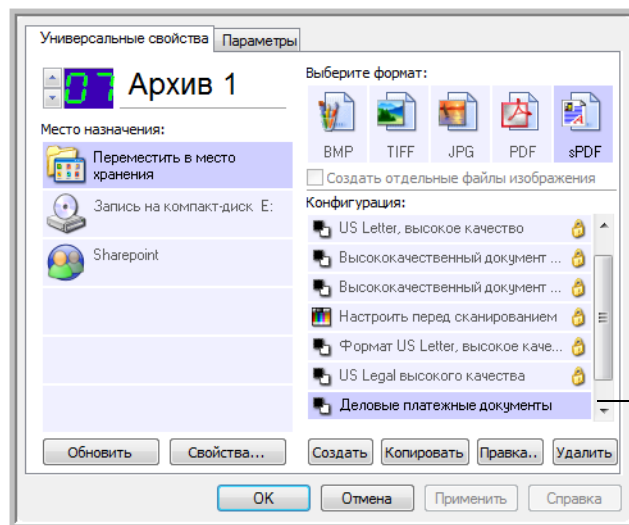 Универсальные свойства Параметры
07 Архив 1
Место назначения:
Переместить в место
хранения
Запись на компакт-диск E:
Sharepoint
Обновить Свойства...
Выберите формат:
BMP TIFF JPG PDF sPDF
Создать отдельные файлы изображения
Конфигурация:
US Letter, высокое качество
Высококачественный документ ...
Высококачественный документ ...
Настроить перед сканированием
Формат US Letter, высокое каче...
US Legal высокого качества
Деловые платежные документы
Создать Копировать Правка.. Удалить
OK Отмена Применить Справка